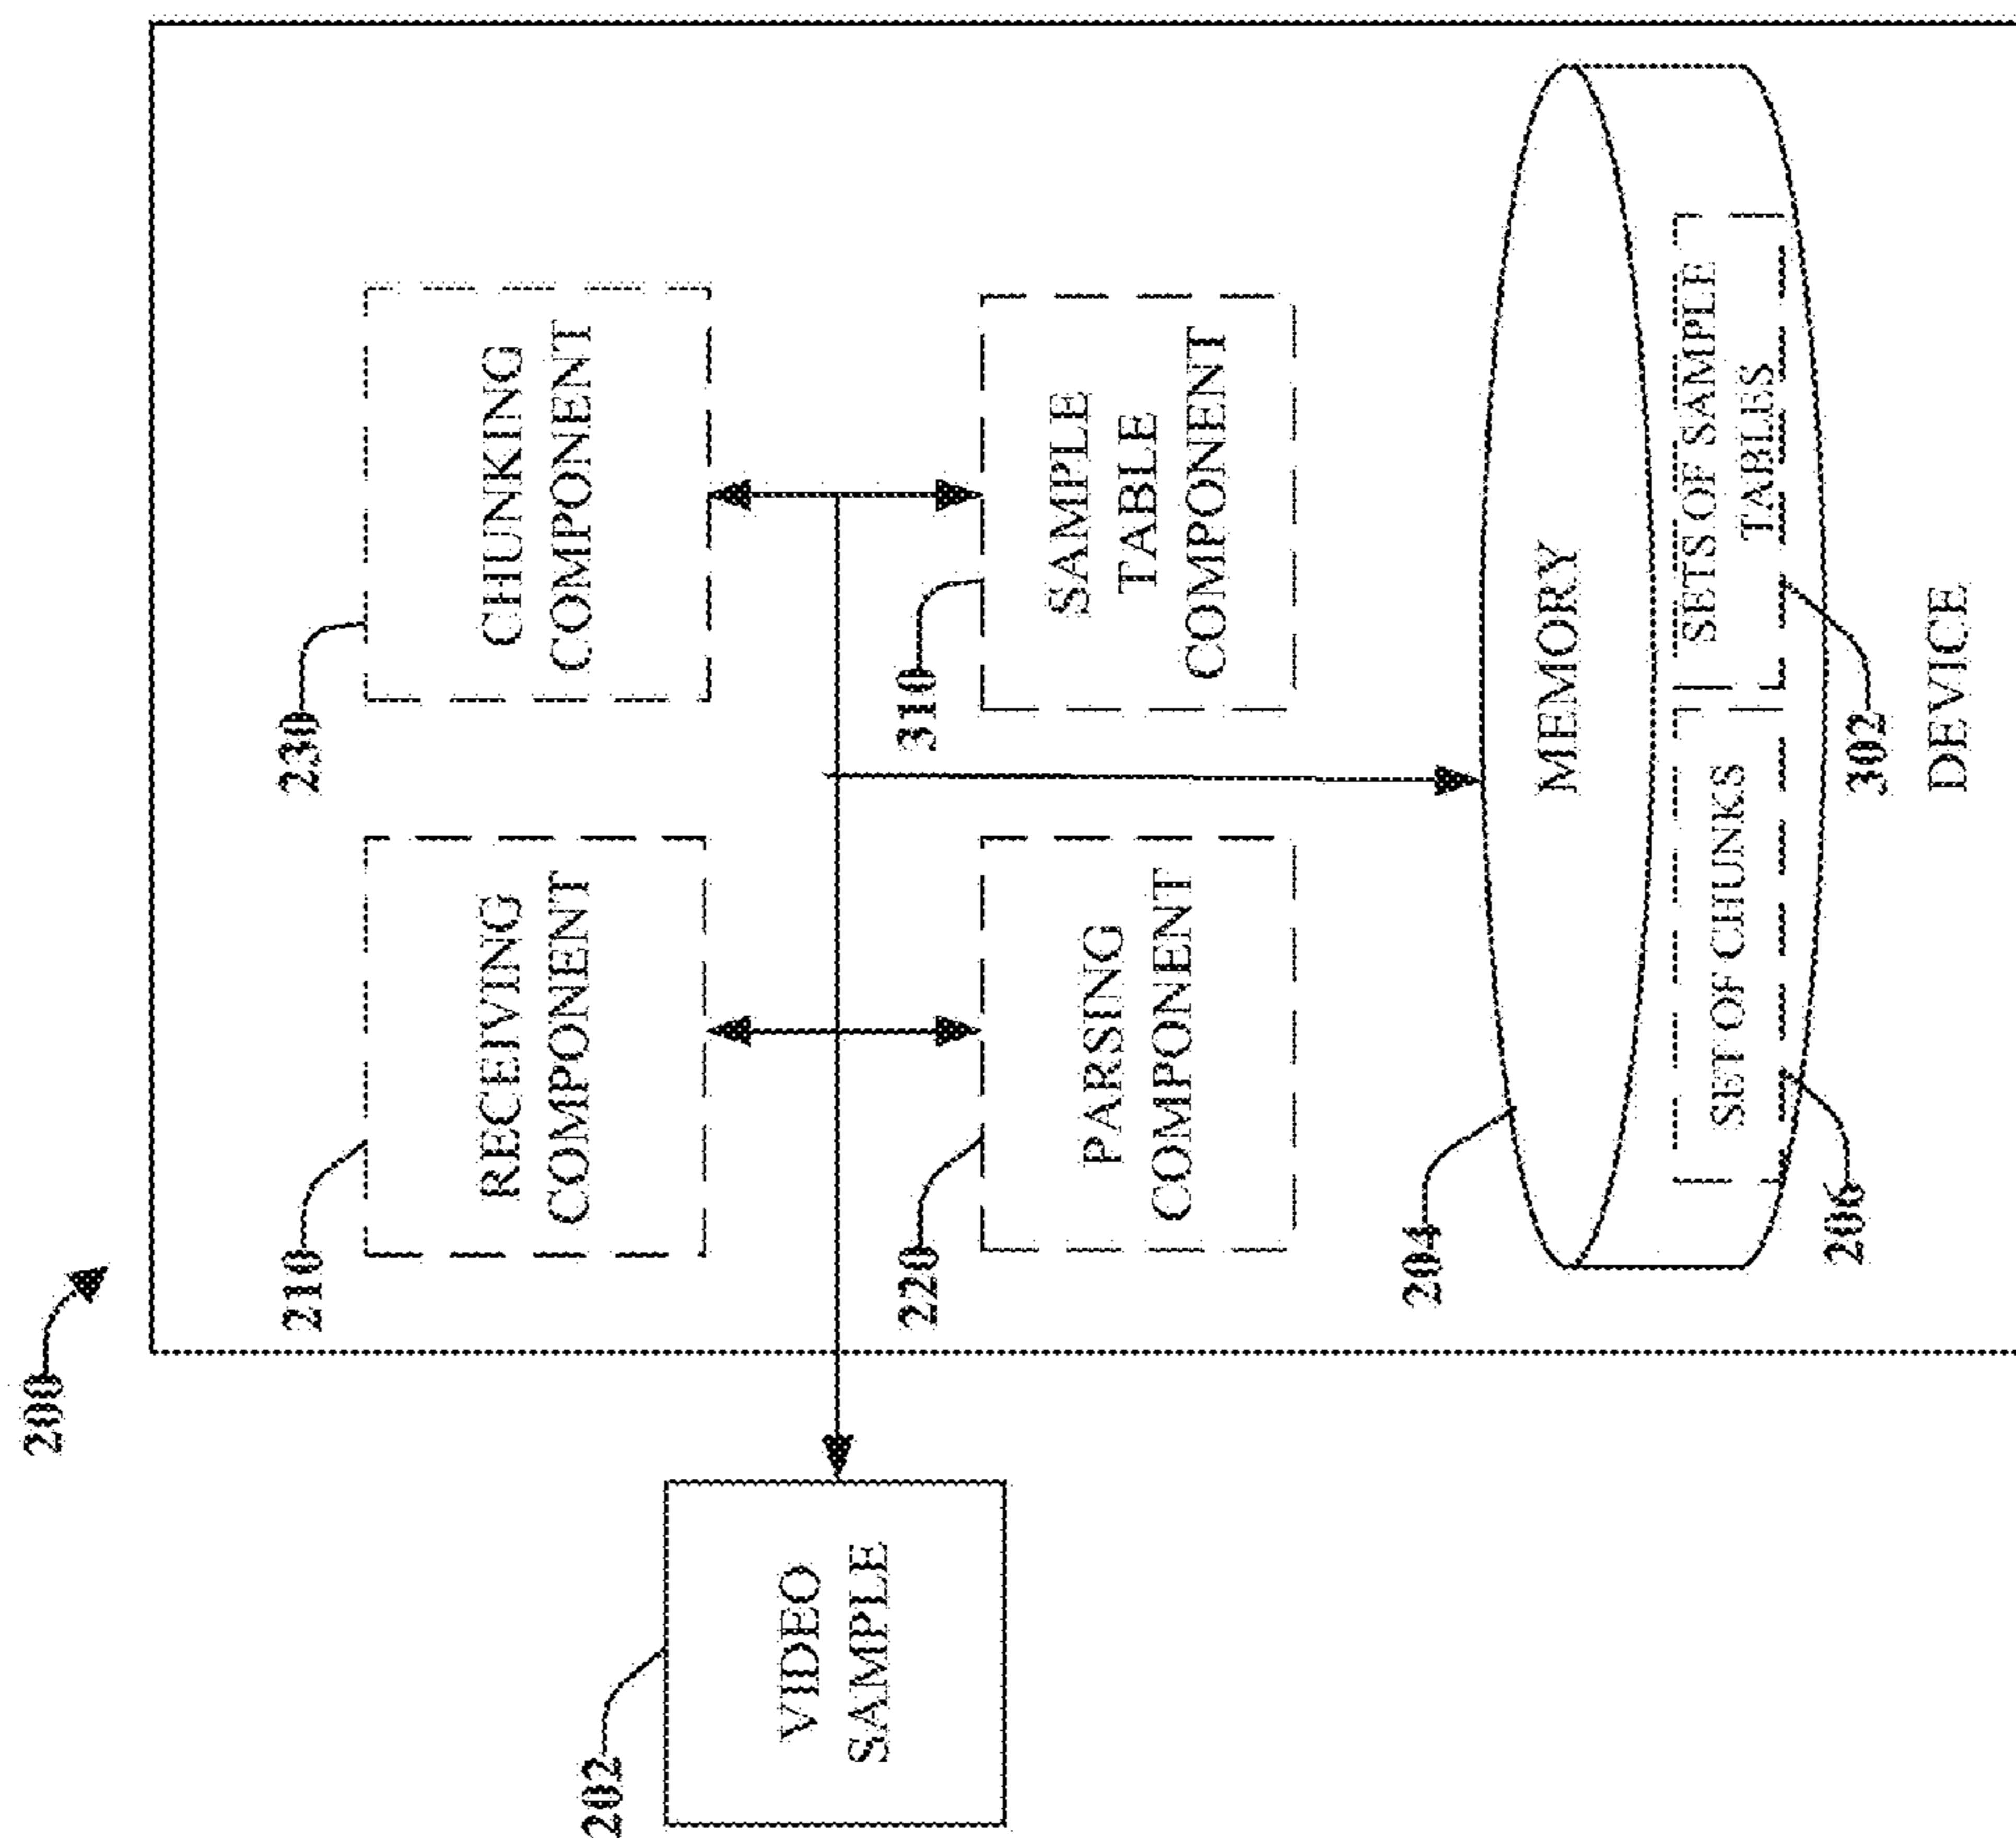 200
202
VIDEO
SAMPLE
210
RECEIVING
COMPONENT
230
CHUNKING
COMPONENT
220
PARSING
COMPONENT
310
SAMPLE
TABLE
COMPONENT
204
MEMORY
SET OF CHUNKS
206
SETS OF SAMPLE
TABLES
302
DEVICE